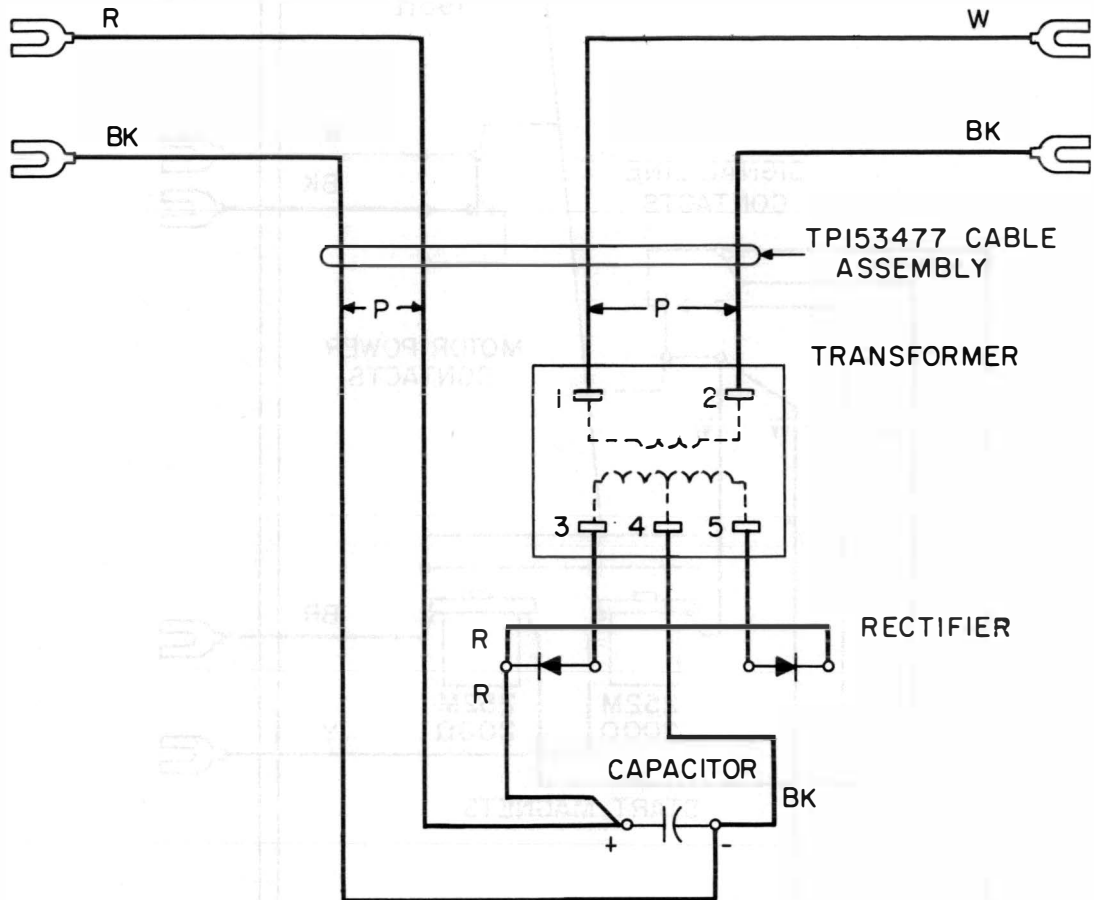 R
W
BK
BK
TP153477 CABLE
ASSEMBLY
P
P
TRANSFORMER
1
2
3
4
5
R
RECTIFIER
R
CAPACITOR
BK
+
-